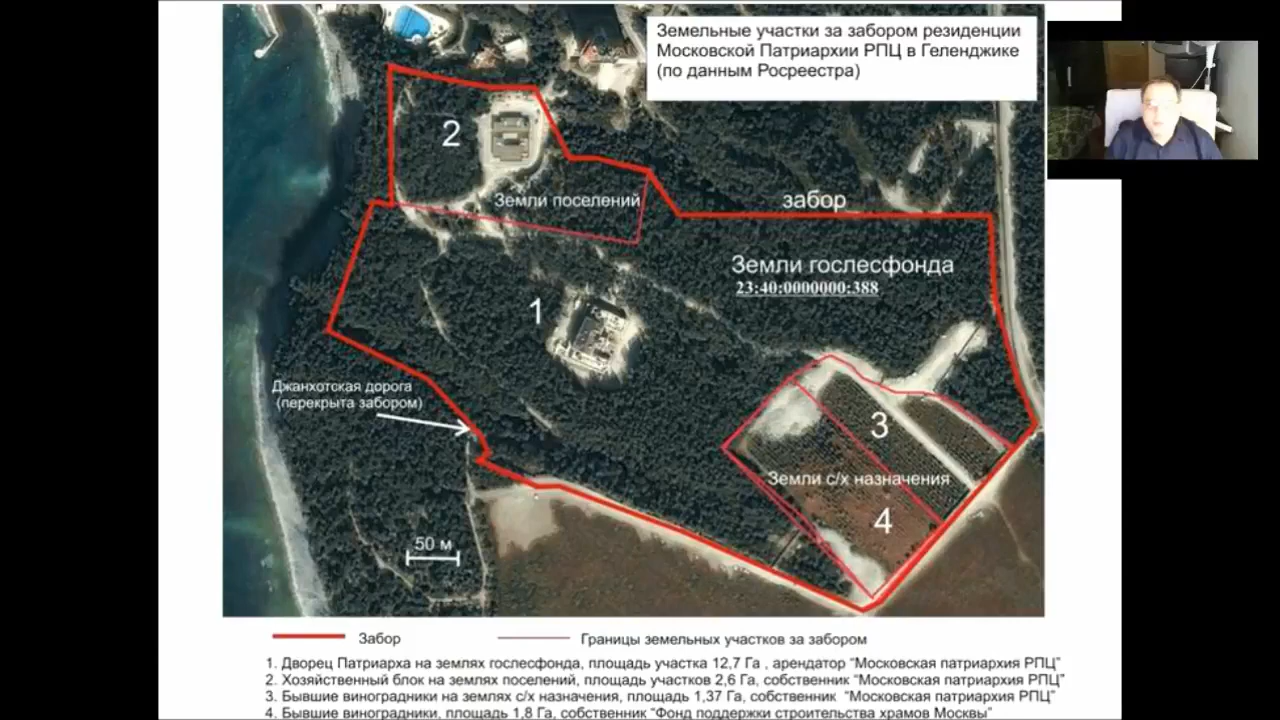 Земельные участки за забором резиденции
Московской Патриархии РПЦ в Геленджике
(по данным Росреестра)
2
Земли поселений
забор
Земли гослесфонда
23:40:0000000:388
1
Джанхотская дорога
(перекрыта забором)
3
Земли с/х назначения
4
50 м
Забор
Границы земельных участков за забором
1. Дворец Патриарха на землях гослесфонда, площадь участка 12,7 Га , арендатор “Московская патриархия РПЦ”
2. Хозяйственный блок на землях поселений, площадь участков 2,6 Га, собственник “Московская патриархия РПЦ”
3. Бывшие виноградники на землях с/х назначения, площадь 1,37 Га, собственник “Московская патриархия РПЦ”
4. Бывшие виноградники, площадь 1,8 Га, собственник “Фонд поддержки строительства храмов Москвы”